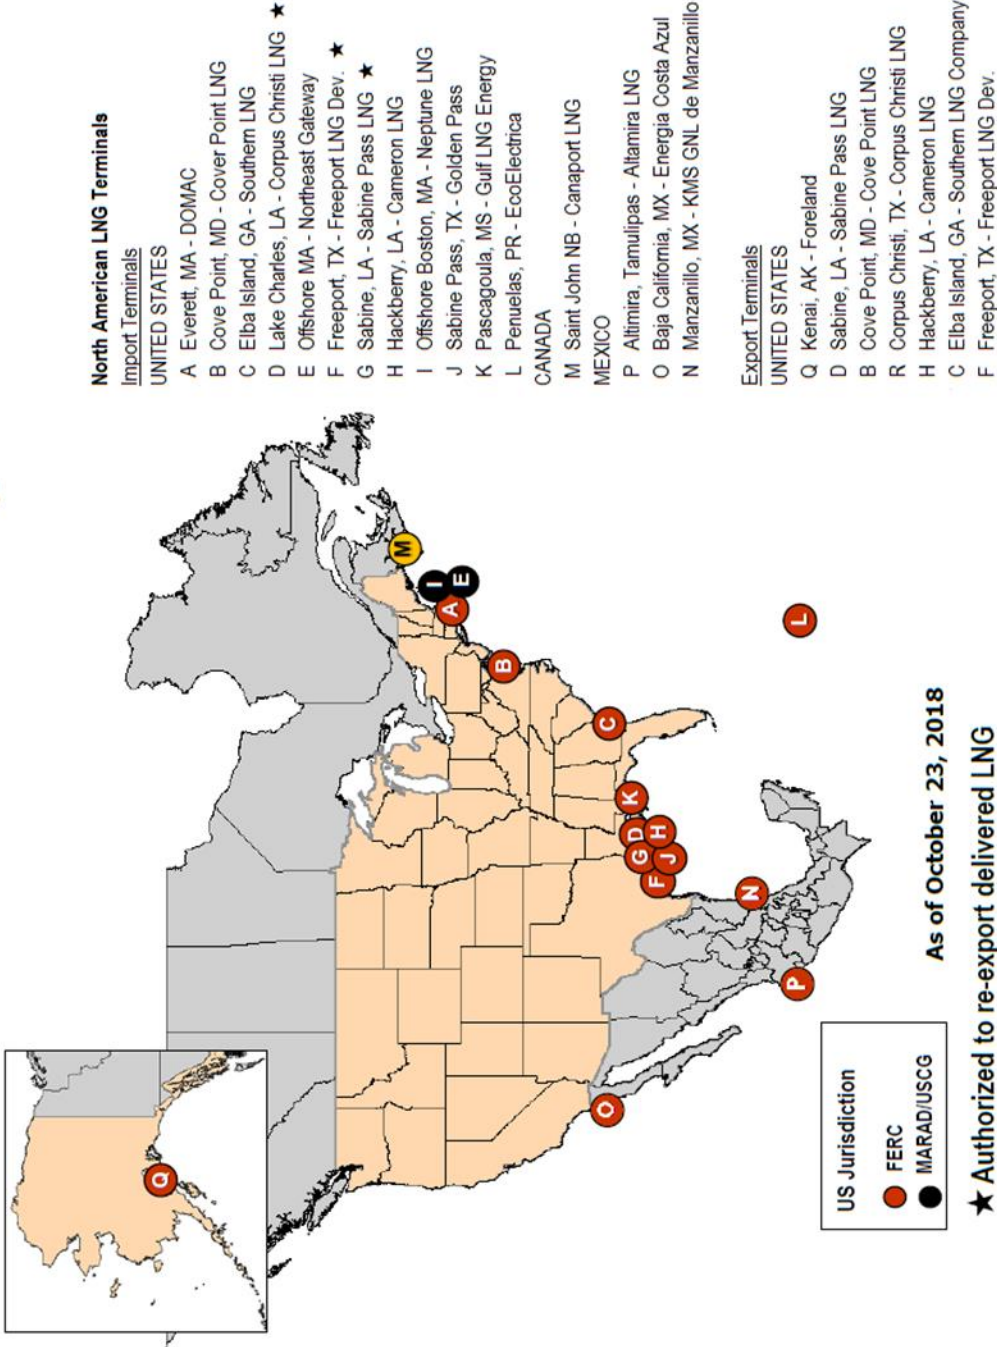 North American LNG Terminals
Import Terminals
UNITED STATES
A Everett, MA - DOMAC
B Cove Point, MD - Cover Point LNG
C Elba Island, GA - Southern LNG
D Lake Charles, LA - Corpus Christi LNG ★
E Offshore MA - Northeast Gateway
F Freeport, TX - Freeport LNG Dev. ★
G Sabine, LA - Sabine Pass LNG ★
H Hackberry, LA - Cameron LNG
I Offshore Boston, MA - Neptune LNG
J Sabine Pass, TX - Golden Pass
K Pascagoula, MS - Gulf LNG Energy
L Penuelas, PR - EcoElectrica
CANADA
M Saint John NB - Canaport LNG
MEXICO
P Altimira, Tamulipas - Altamira LNG
O Baja California, MX - Energia Costa Azul
N Manzanillo, MX - KMS GNL de Manzanillo
Export Terminals
UNITED STATES
Q Kenai, AK - Foreland
D Sabine, LA - Sabine Pass LNG
B Cove Point, MD - Cove Point LNG
R Corpus Christi, TX - Corpus Christi LNG
H Hackberry, LA - Cameron LNG
C Elba Island, GA - Southern LNG Company
F Freeport, TX - Freeport LNG Dev.
Q
M
I
E
A
B
C
K
D
H
G
J
F
L
N
P
O
US Jurisdiction
FERC
MARAD/USCG
As of October 23, 2018
★ Authorized to re-export delivered LNG